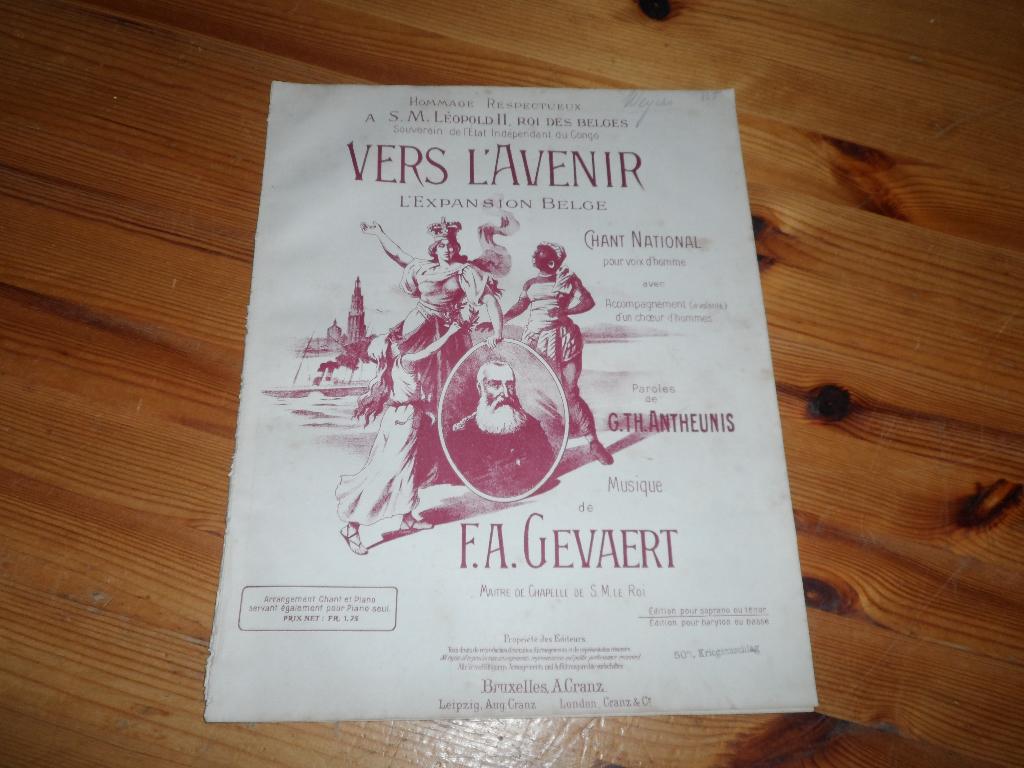 HOMMAGE RESPECTUEUX
A S. M. LÉOPOLD II, ROI DES BELGES
Souverain de l'Etat Indépendant du Congo
VERS L'AVENIR
L'EXPANSION BELGE
CHANT NATIONAL
pour voix d'homme
avec
Accompagnement (a volonté)
d'un chœur d'hommes
Paroles
de
G. TH. ANTHEUNIS
Musique
de
F. A. GEVAERT
MAITRE DE CHAPELLE DE S. M. LE ROI
Arrangement Chant et Piano
servant également pour Piano seul.
PRIX NET : FR. 1.75
Edition pour soprano ou ténor
Edition pour baryton ou basse
Propriété des Editeurs
50% Kriegszuschlag
Bruxelles, A. Cranz
Leipzig, Aug. Cranz London, Cranz & Co